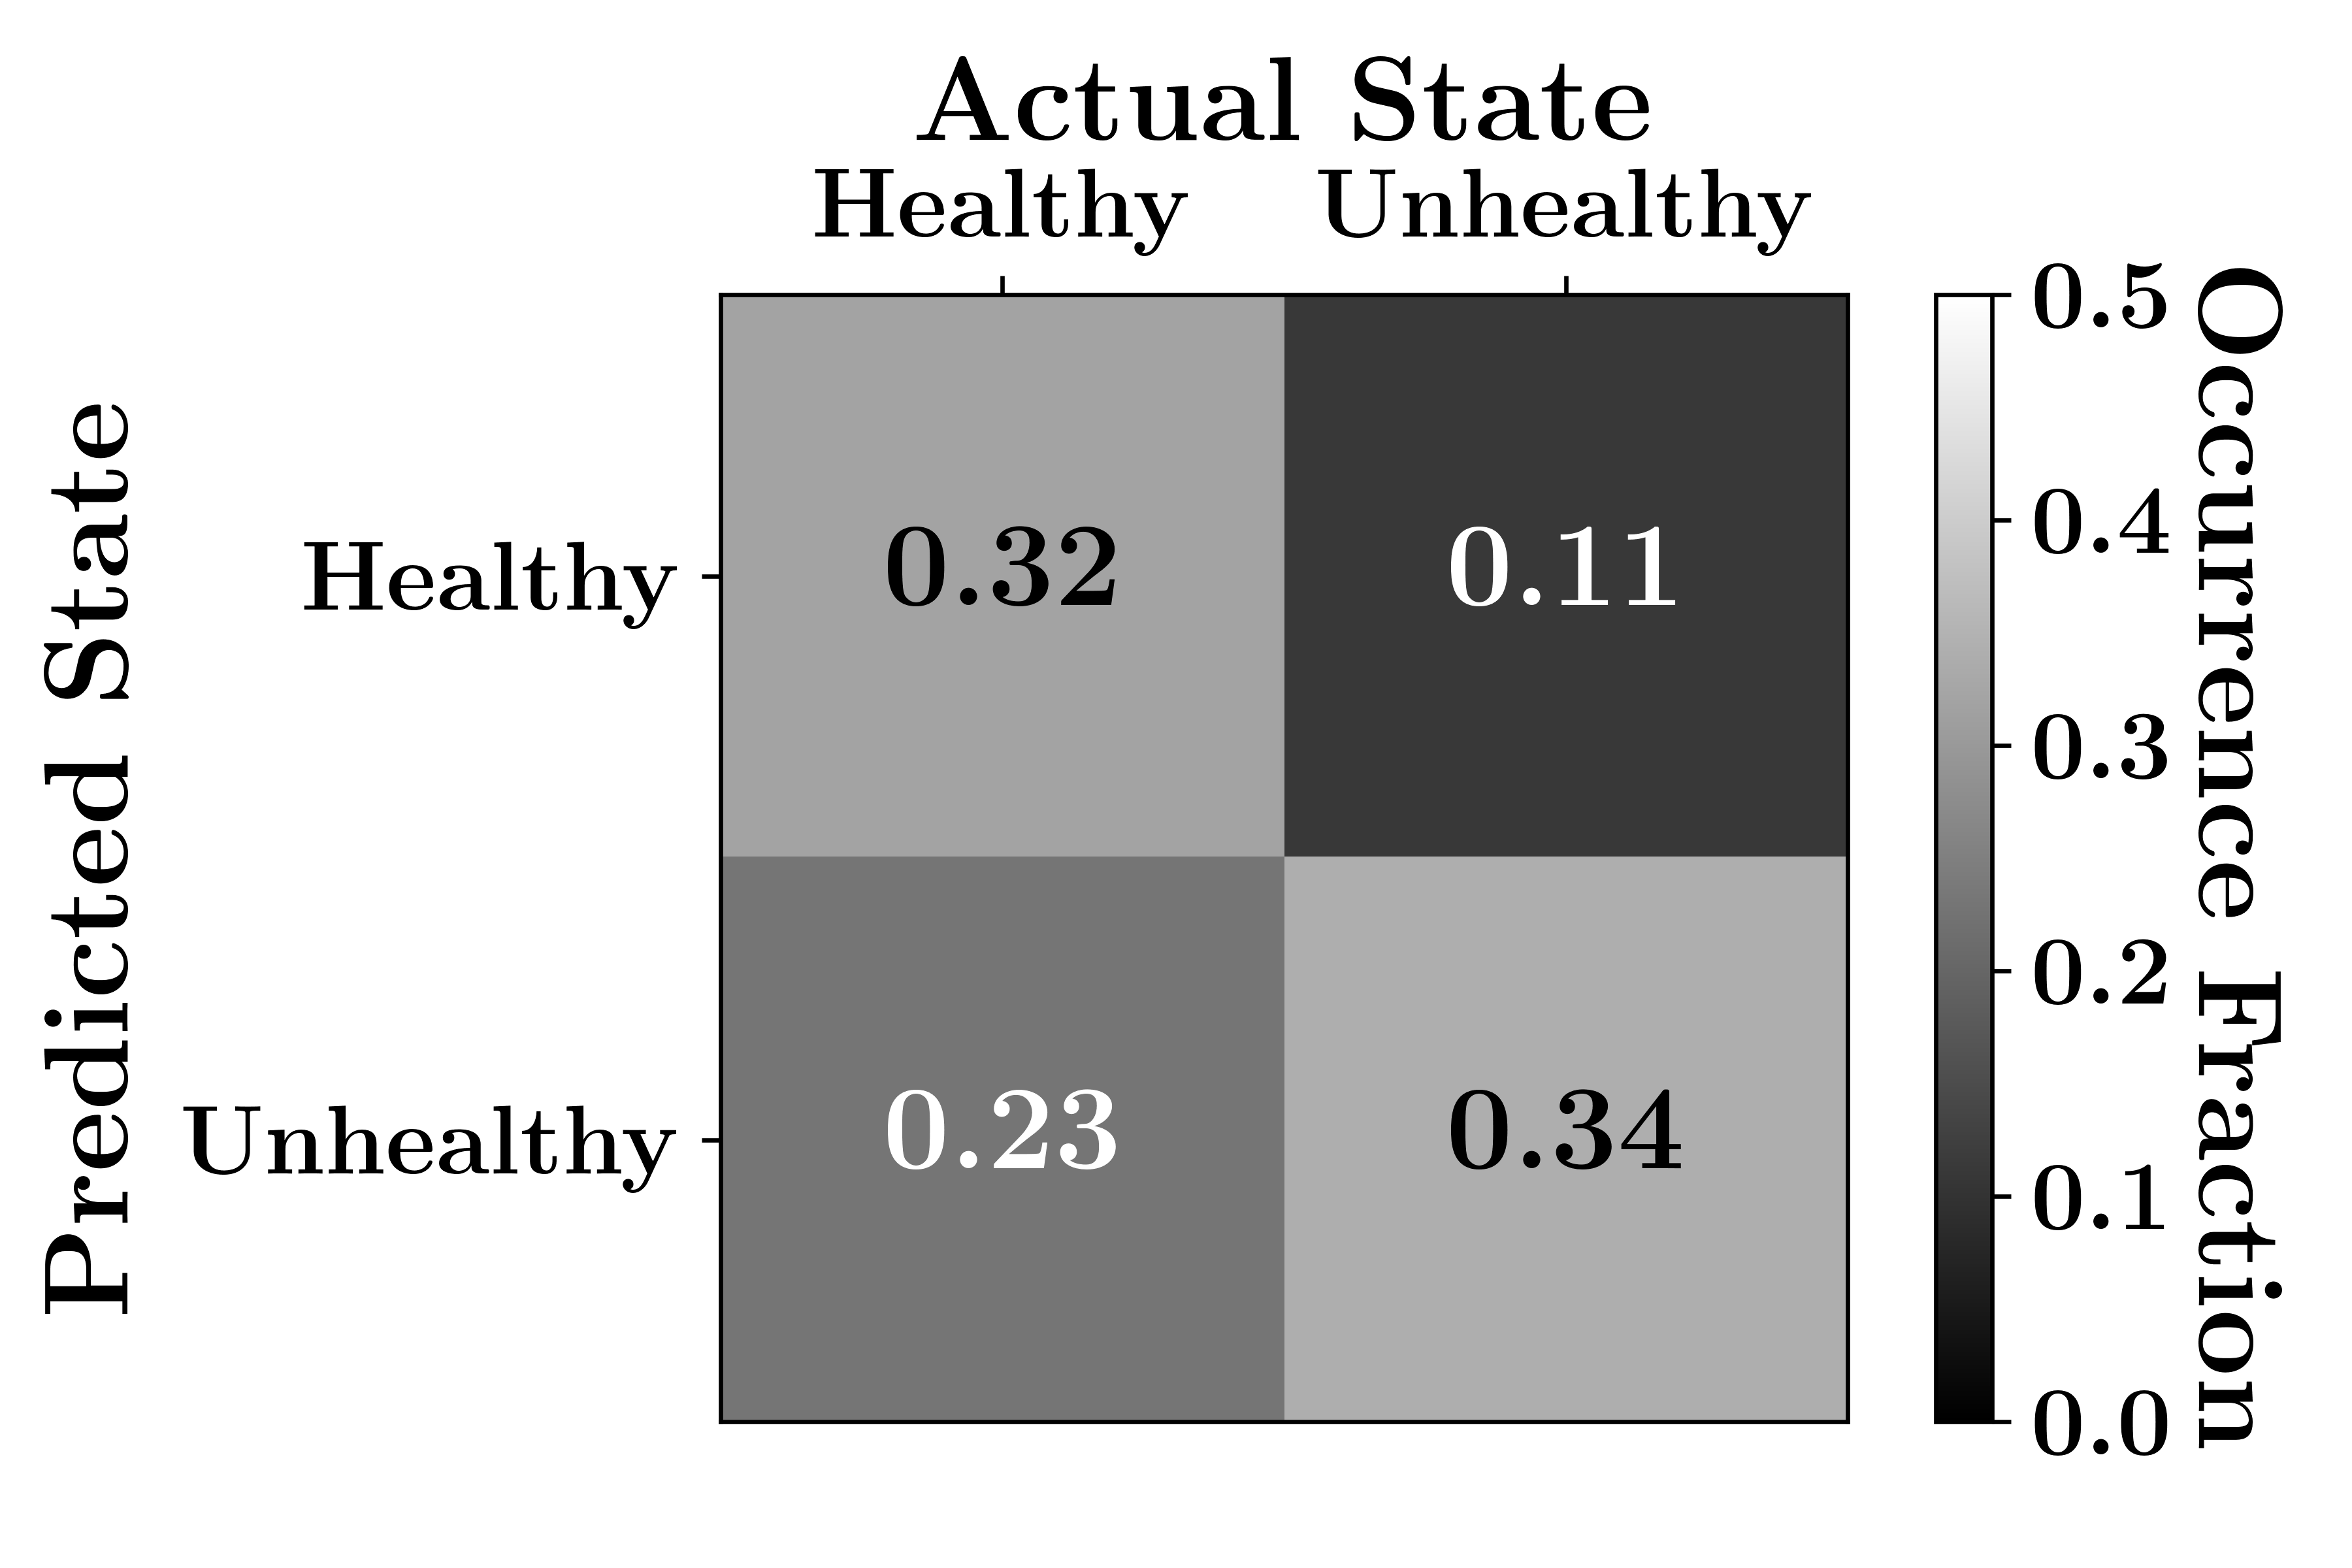 Actual State
Healthy Unhealthy
Predicted State
Healthy
Unhealthy
0.32 0.11
0.23 0.34
0.5
0.4
0.3
0.2
0.1
0.0
Occurrence Fraction